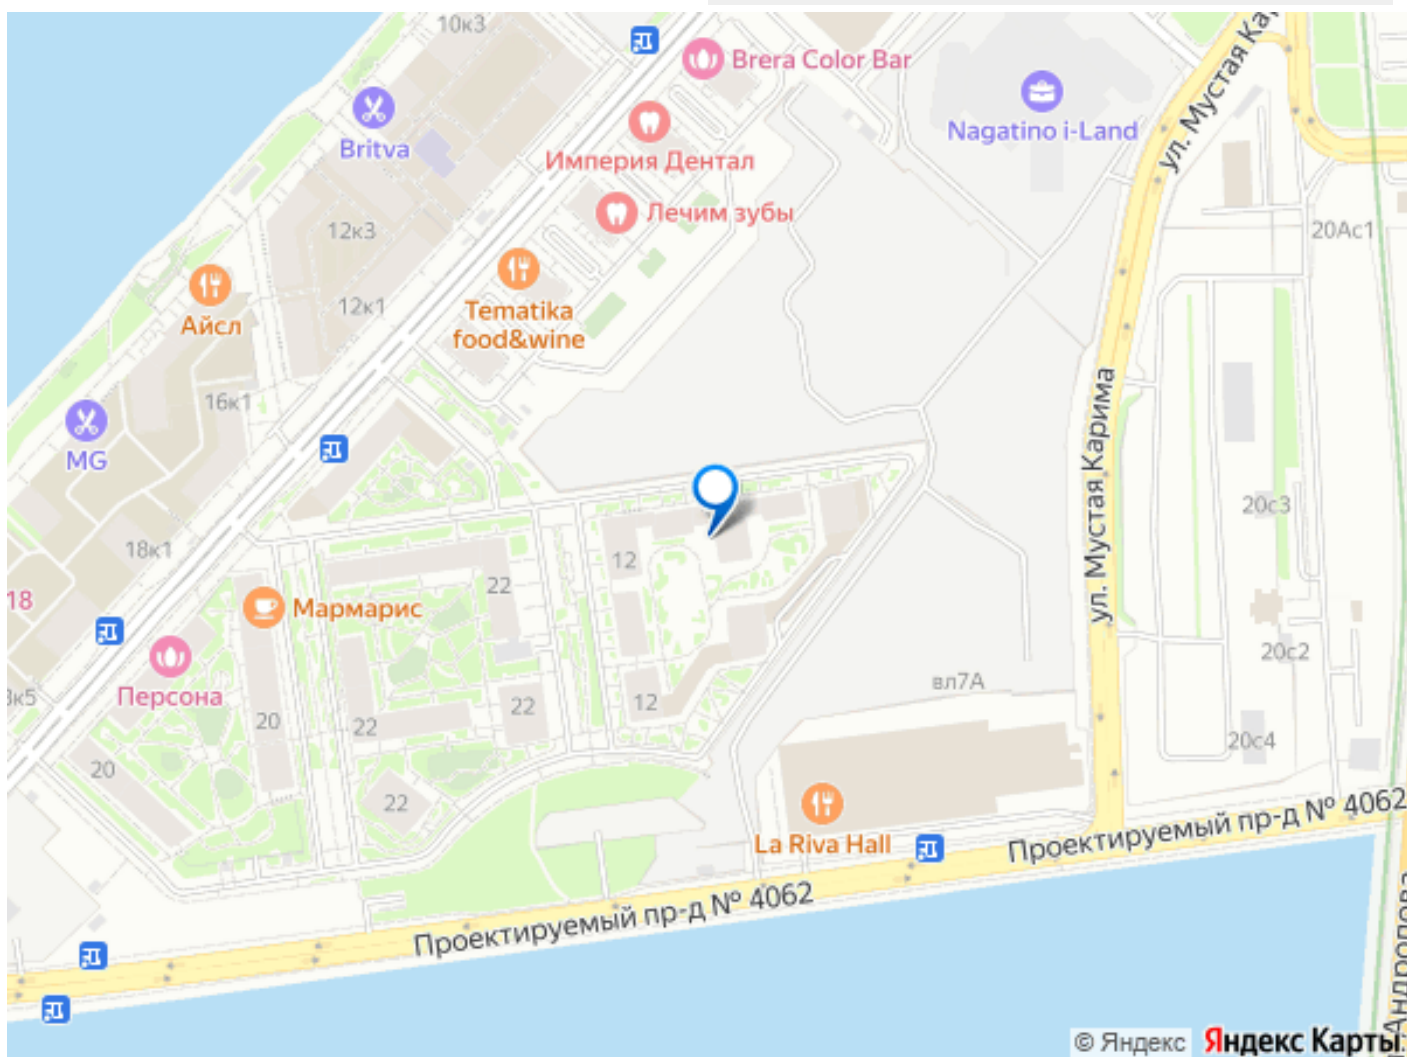 10к3
Brera Color Bar
Nagatino i-Land
ул. Мустая Кар
Britva
Империя Дентал
Лечим зубы
12к3
20Ас1
Айсл
12к1
Tematika
food&wine
16к1
MG
ул. Мустая Карима
20с3
18к1
12
22
18
Мармарис
20с2
Персона
3к5
вл7А
12
20
22
22
20с4
20
22
La Riva Hall
Проектируемый пр-д № 4062
Проектируемый пр-д № 4062
Андропова
© Яндекс Яндекс Карты